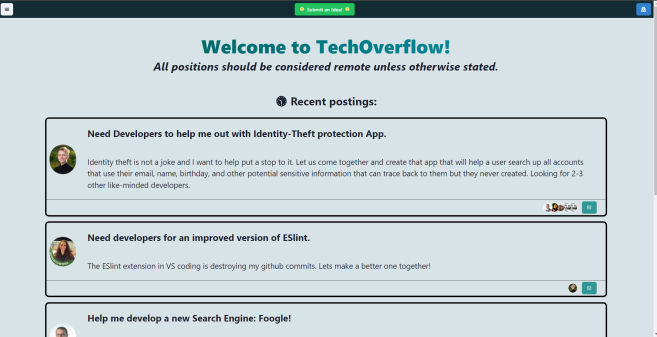 Submit an Idea!
Welcome to TechOverflow!
All positions should be considered remote unless otherwise stated.
Recent postings:
Need Developers to help me out with Identity-Theft protection App.
Identity theft is not a joke and I want to help put a stop to it. Let us come together and create that app that will help a user search up all accounts
that use their email, name, birthday, and other potential sensitive information that can trace back to them but they never created. Looking for 2-3
other like-minded developers.
Need developers for an improved version of ESlint.
The ESlint extension in VS coding is destroying my github commits. Lets make a better one together!
Help me develop a new Search Engine: Foogle!